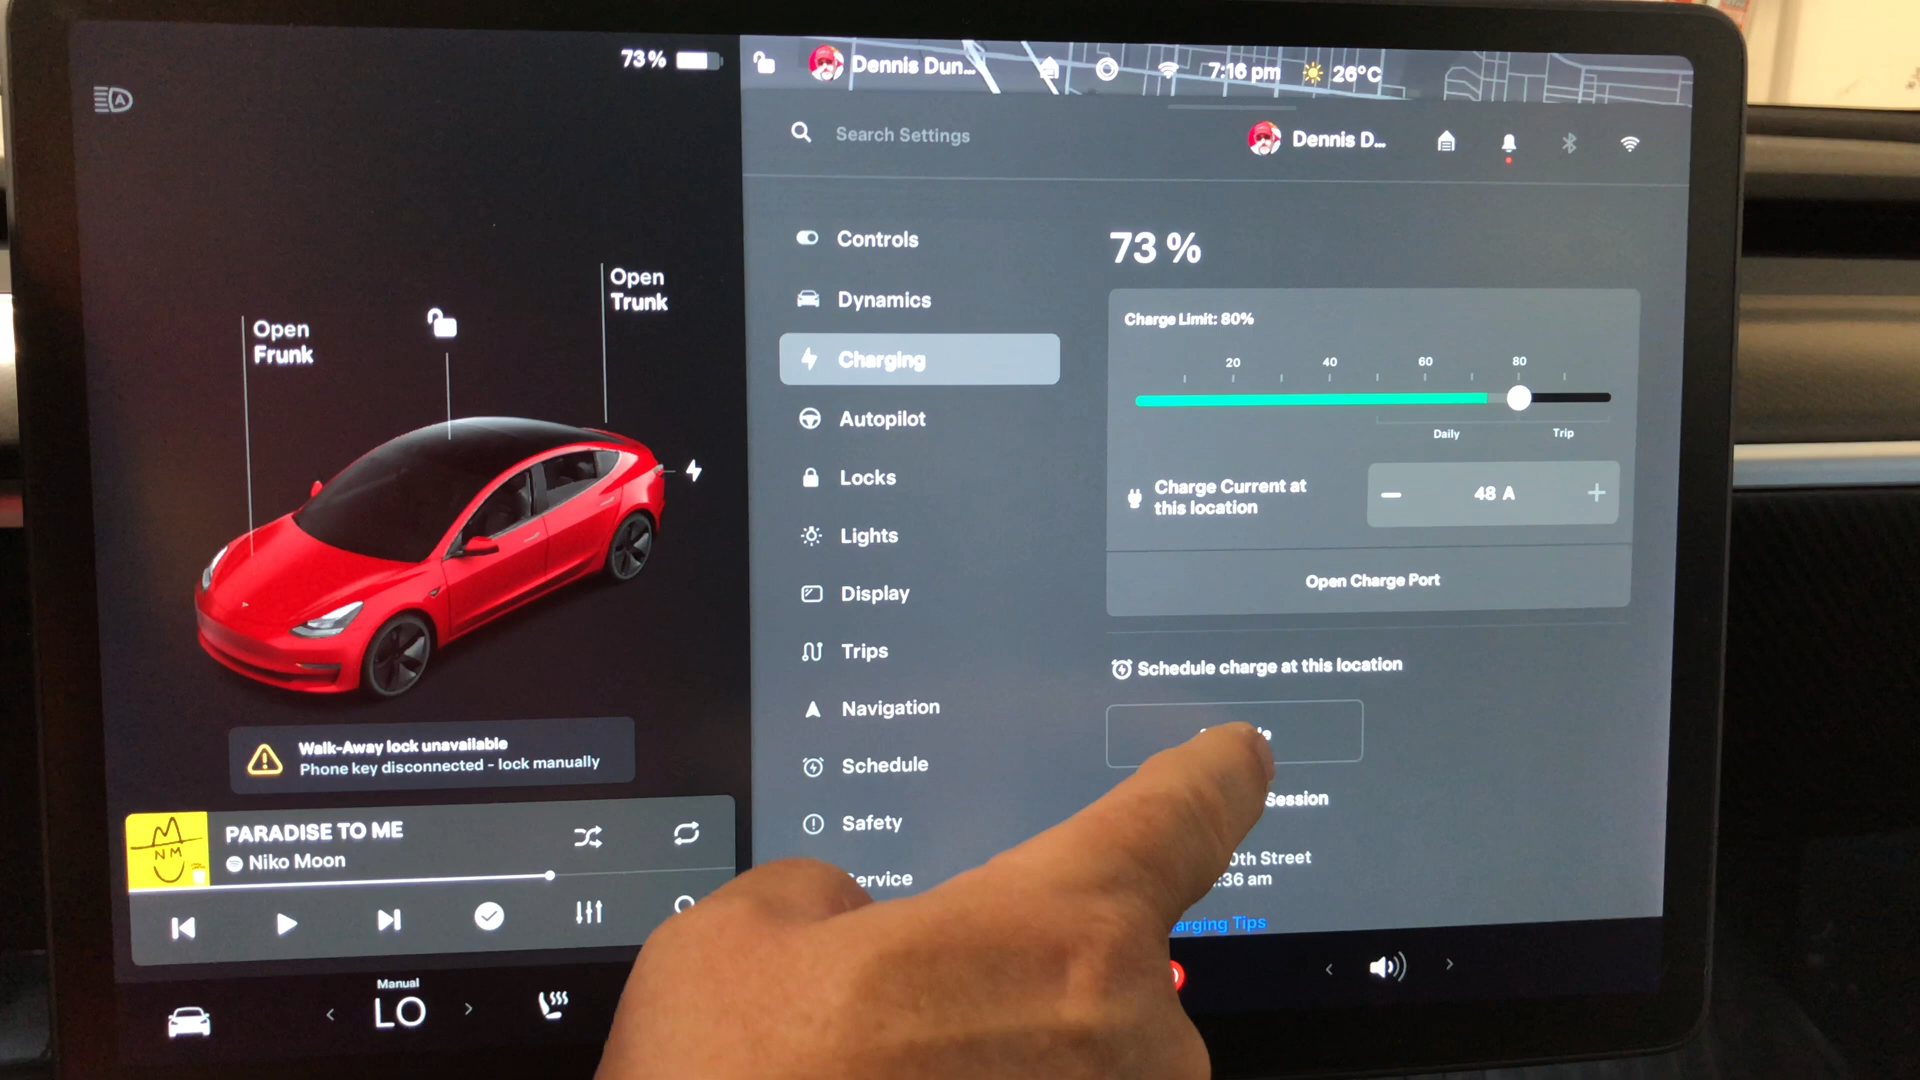 73%
Dennis Dun...
7:16 pm
26°C
Search Settings
Dennis D...
Open
Frunk
Open
Trunk
Walk-Away lock unavailable
Phone key disconnected - lock manually
NM
PARADISE TO ME
Niko Moon
Manual
LO
Controls
Dynamics
Charging
Autopilot
Locks
Lights
Display
Trips
Navigation
Schedule
Safety
73 %
Charge Limit: 80%
20 40 60 80
Daily Trip
Charge Current at
this location
48 A
Open Charge Port
Schedule charge at this location
Session
0th Street
:36 am
Tips